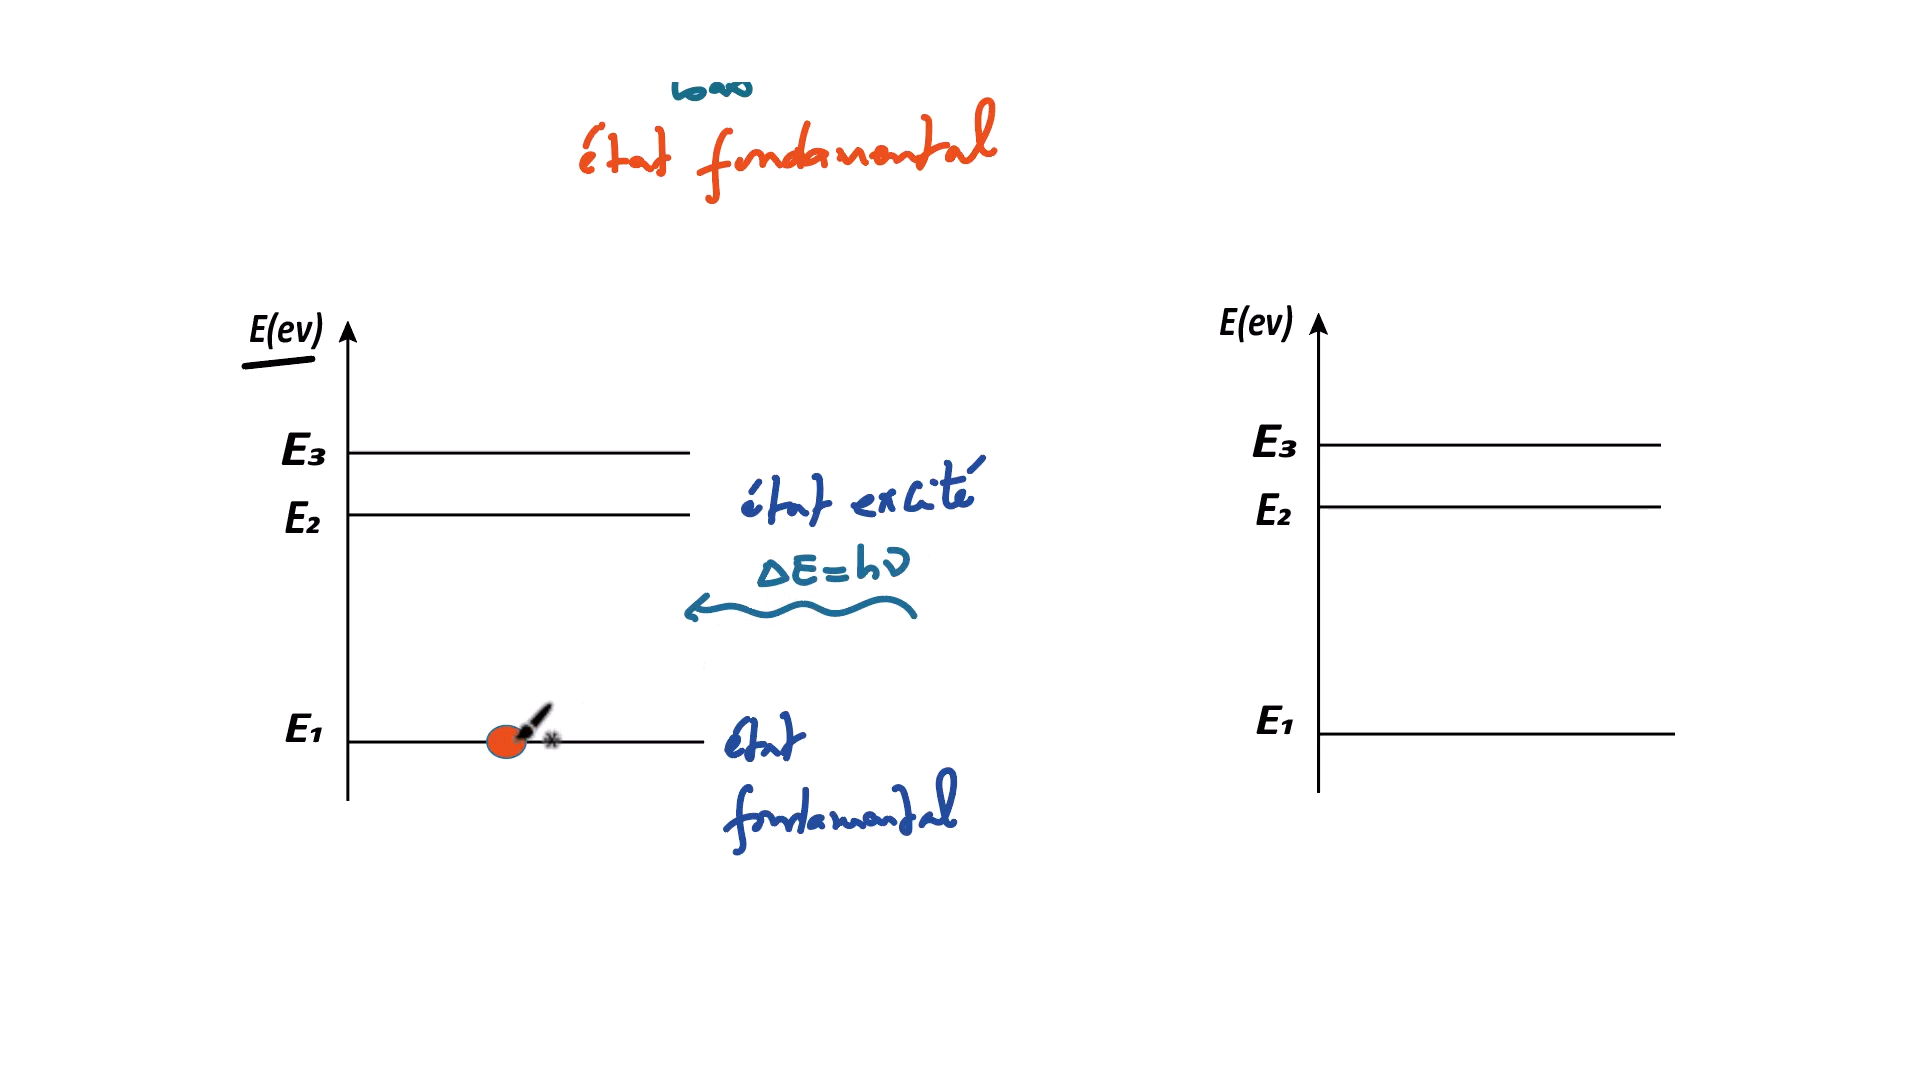 état fondamental
E(ev)
E₃
E₂
état excité
ΔE=hν
E₁
état
fondamental
E(ev)
E₃
E₂
E₁